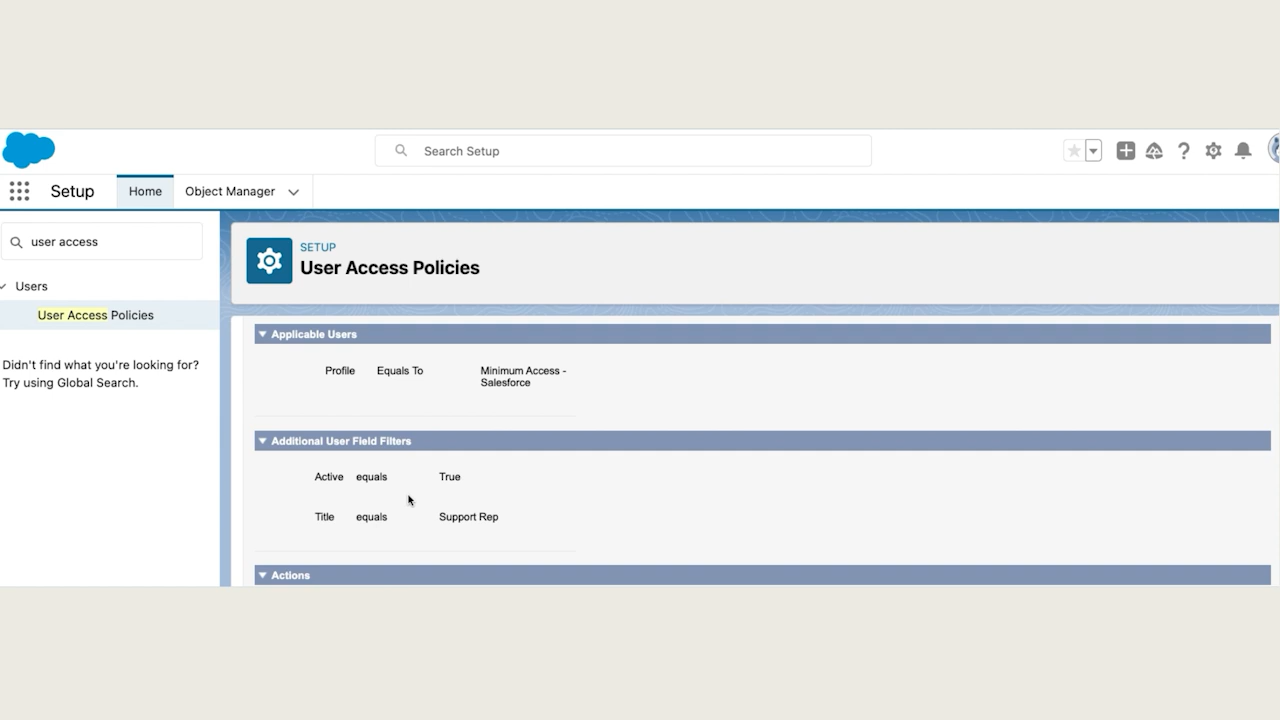 Search Setup
Setup
Home
Object Manager
user access
Users
User Access Policies
Didn't find what you're looking for?
Try using Global Search.
SETUP
User Access Policies
Applicable Users
Profile Equals To Minimum Access -
Salesforce
Additional User Field Filters
Active equals True
Title equals Support Rep
Actions